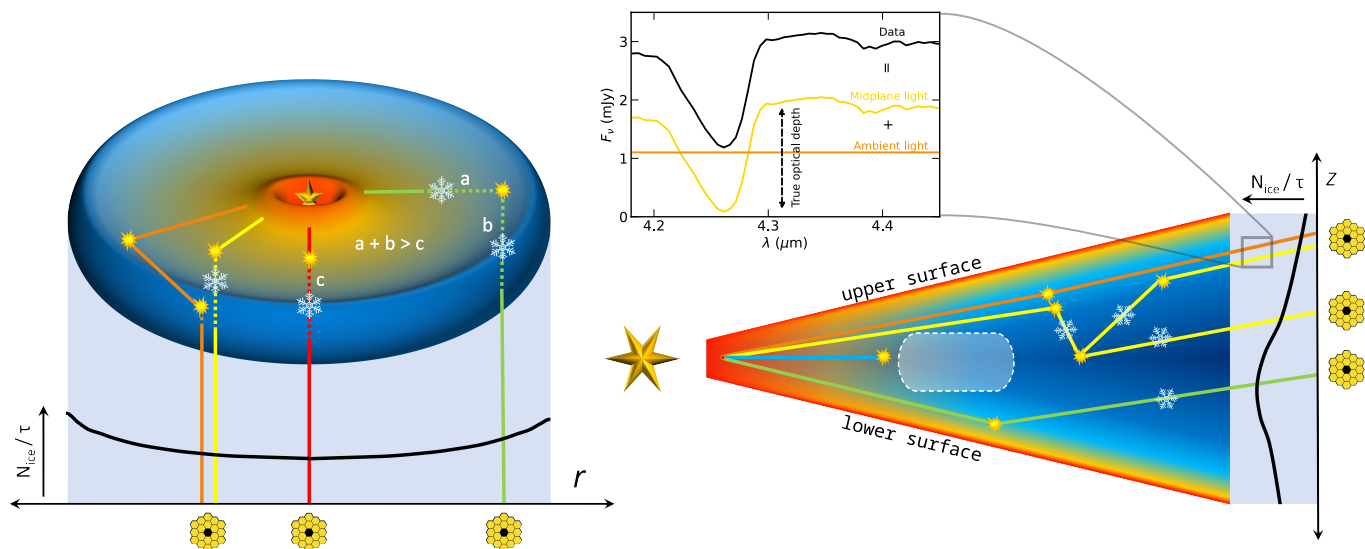 a
b
a + b > c
c
N_ice / τ
r
3
2
1
0
F_ν (mJy)
4.2
4.3
4.4
λ (μm)
Data
=
Midplane light
+
Ambient light
True optical depth
upper surface
lower surface
N_ice / τ
Z